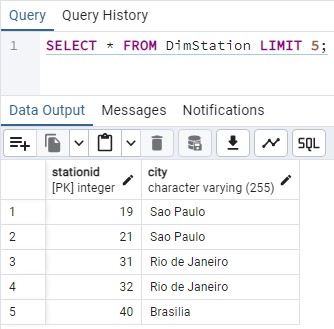 Query Query History
1 SELECT * FROM DimStation LIMIT 5;
Data Output Messages Notifications
SQL
stationid city
[PK] integer character varying (255)
1 19 Sao Paulo
2 21 Sao Paulo
3 31 Rio de Janeiro
4 32 Rio de Janeiro
5 40 Brasilia